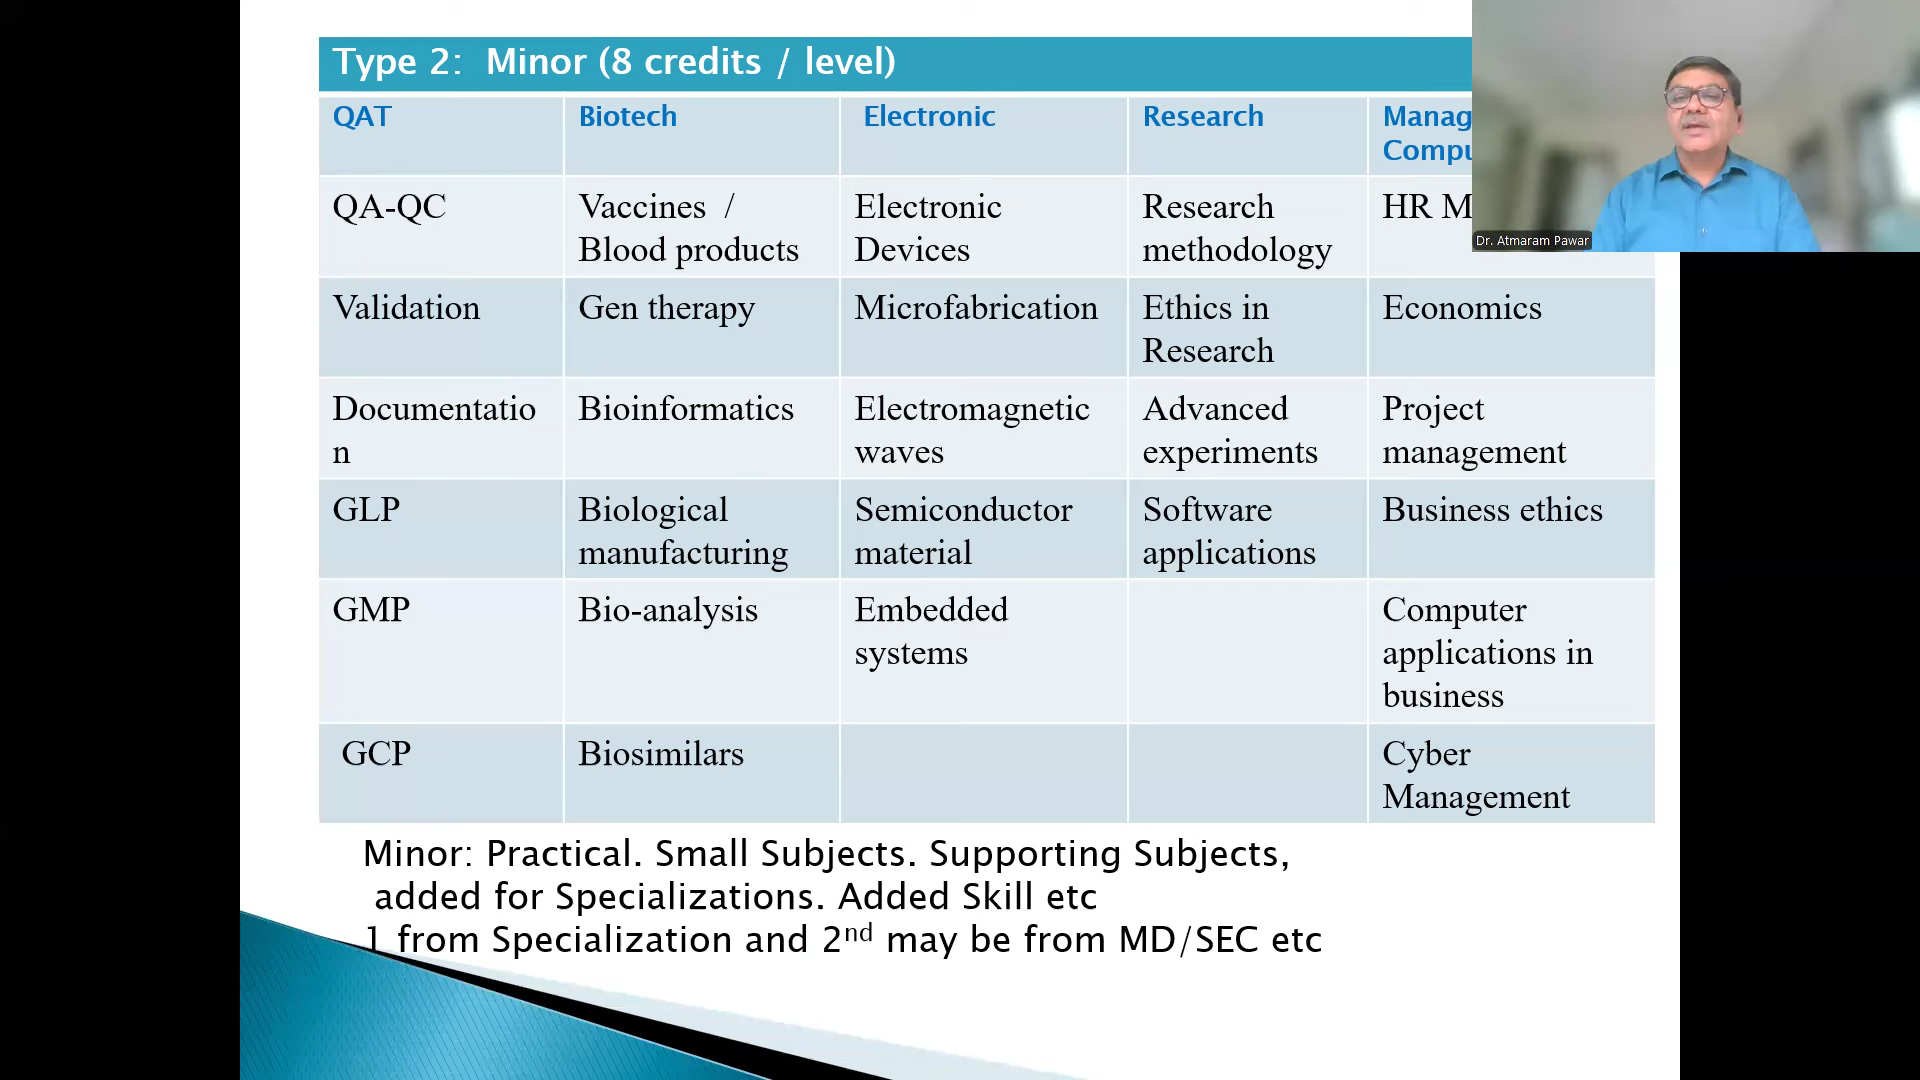 Type 2:  Minor (8 credits / level)
QAT
Biotech
Electronic
Research
Manag
Compu
QA-QC
Vaccines  /
Blood products
Electronic
Devices
Research
methodology
HR M
Dr. Atmaram Pawar
Validation
Gen therapy
Microfabrication
Ethics in
Research
Economics
Documentatio
n
Bioinformatics
Electromagnetic
waves
Advanced
experiments
Project
management
GLP
Biological
manufacturing
Semiconductor
material
Software
applications
Business ethics
GMP
Bio-analysis
Embedded
systems
Computer
applications in
business
GCP
Biosimilars
Cyber
Management
Minor: Practical. Small Subjects. Supporting Subjects,
added for Specializations. Added Skill etc
1 from Specialization and 2nd may be from MD/SEC etc